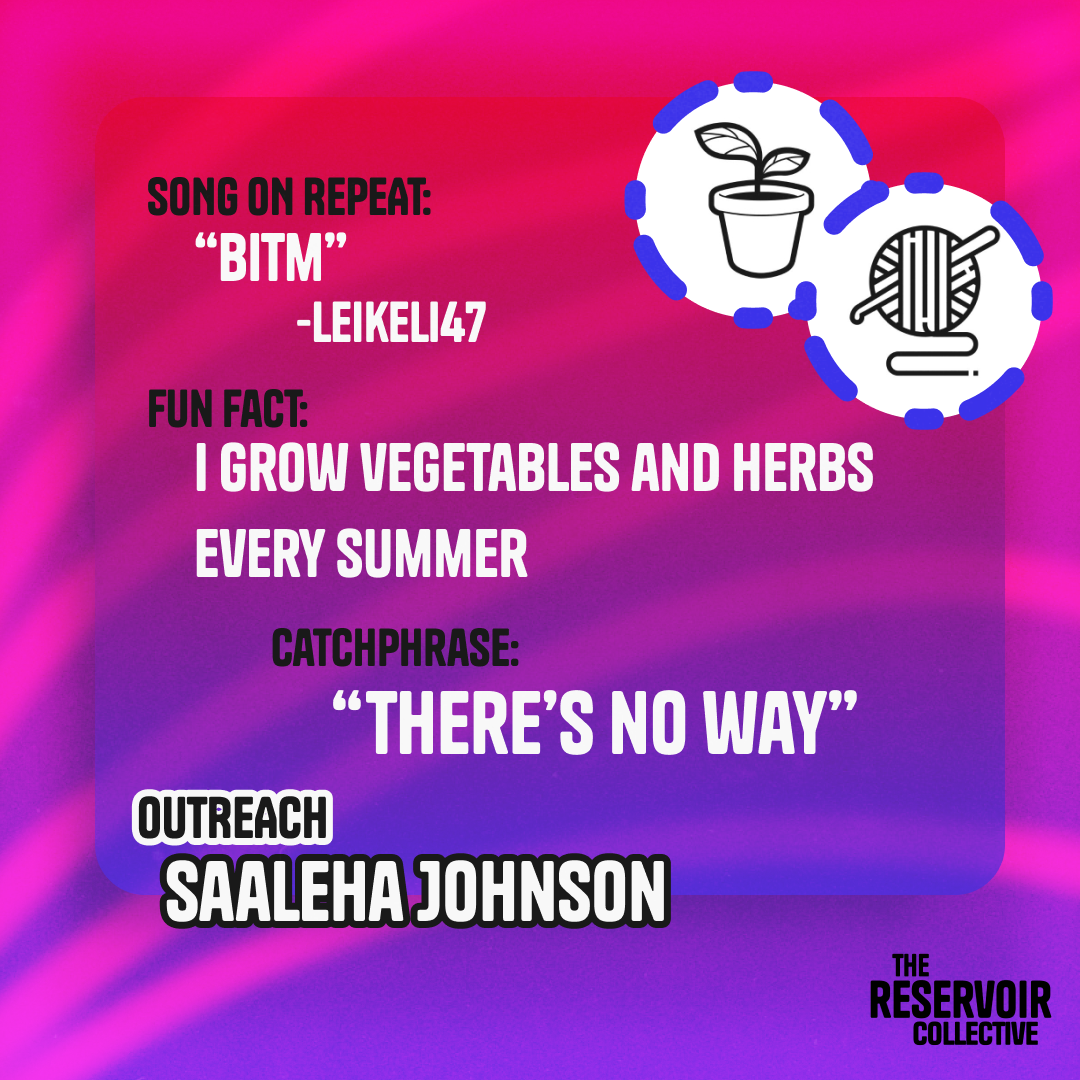 SONG ON REPEAT:
“BITM”
-LEIKELI47
FUN FACT:
I GROW VEGETABLES AND HERBS
EVERY SUMMER
CATCHPHRASE:
“THERE’S NO WAY”
OUTREACH
SAALEHA JOHNSON
THE
RESERVOIR
COLLECTIVE